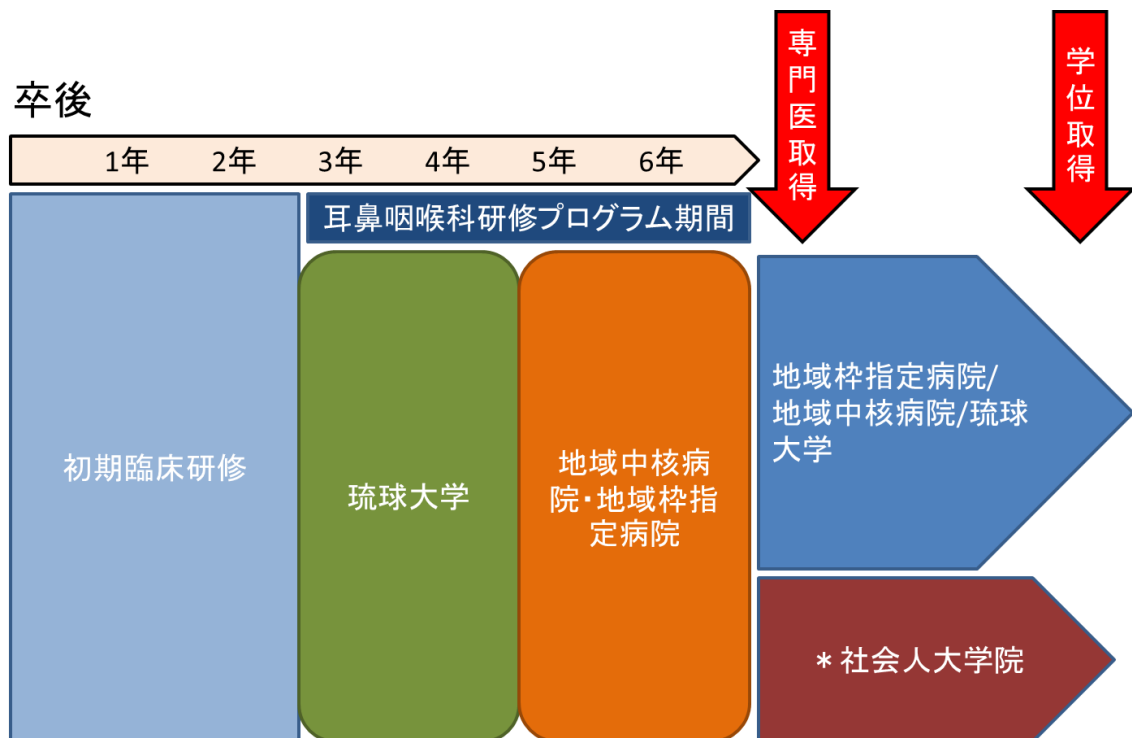 卒後
1年 2年 3年 4年 5年 6年
専門医取得
学位取得
耳鼻咽喉科研修プログラム期間
初期臨床研修
琉球大学
地域中核病
院・地域枠指
定病院
地域枠指定病院/
地域中核病院/琉球
大学
＊社会人大学院